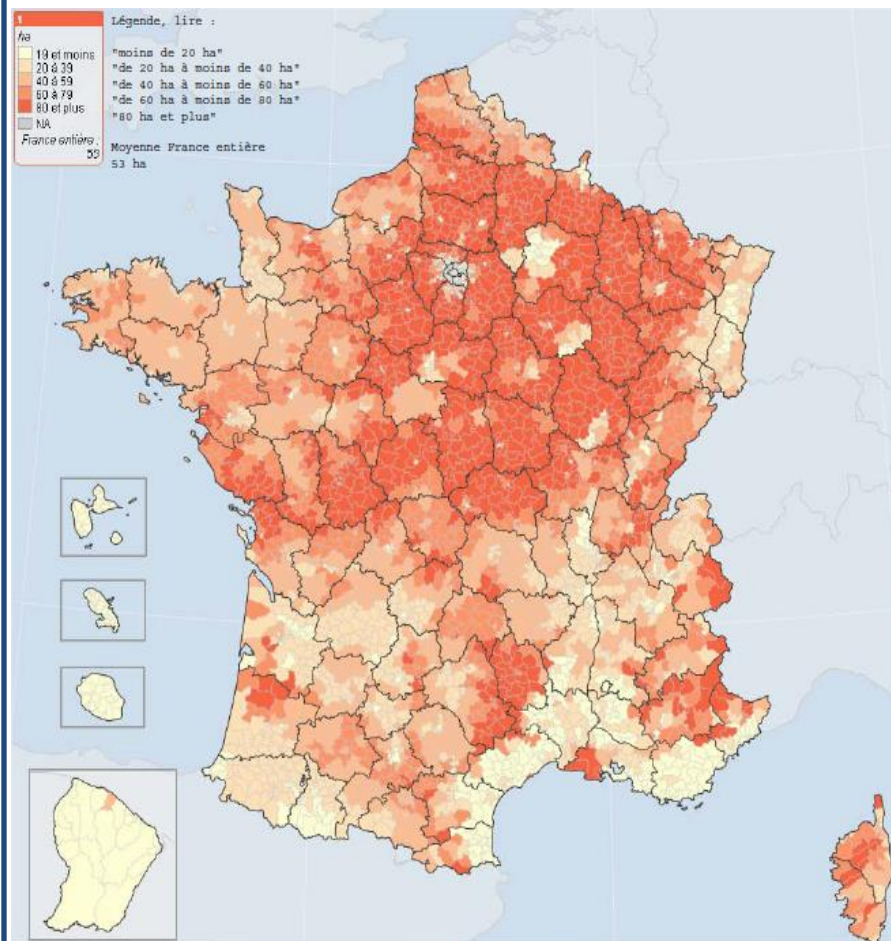 1
ha
19 et moins
20 à 39
40 à 59
60 à 79
80 et plus
NA
France entière :
53
Légende, lire :
"moins de 20 ha"
"de 20 ha à moins de 40 ha"
"de 40 ha à moins de 60 ha"
"de 60 ha à moins de 80 ha"
"80 ha et plus"
Moyenne France entière
53 ha